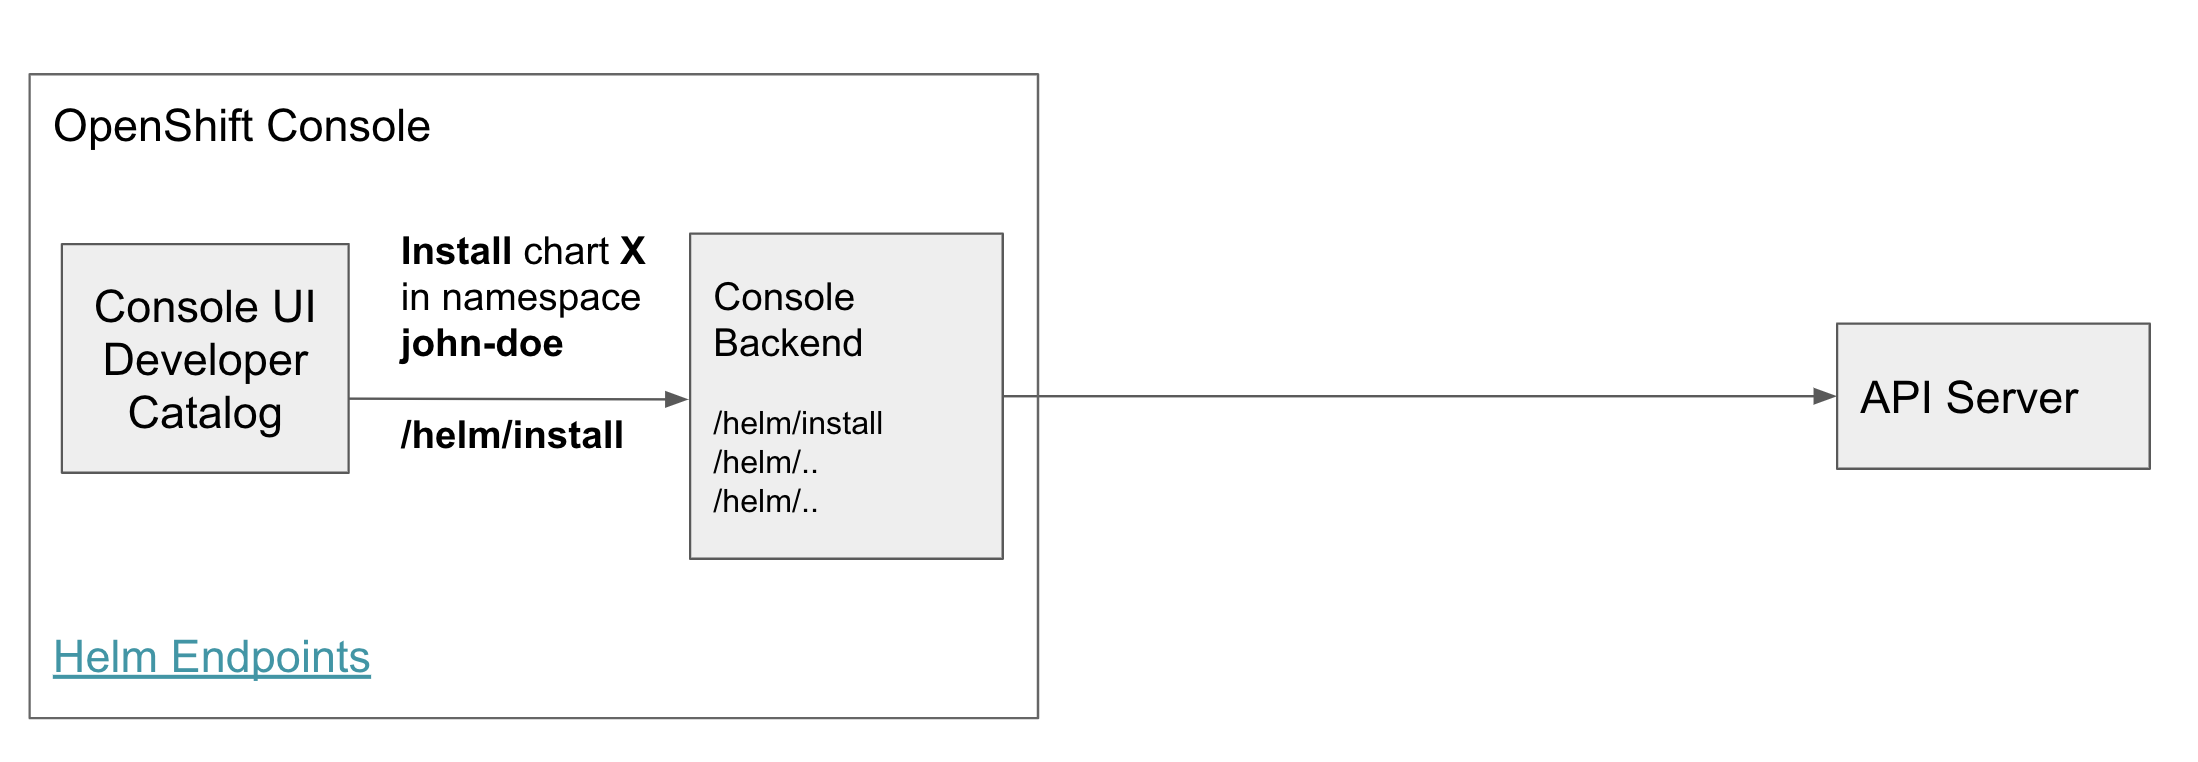 OpenShift Console
Console UI
Developer
Catalog
Install chart X
in namespace
john-doe
/helm/install
Console
Backend
/helm/install
/helm/..
/helm/..
API Server
Helm Endpoints